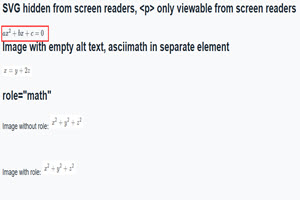 SVG hidden from screen readers, <p> only viewable from screen readers
ax² + bx + c = 0
Image with empty alt text, asciimath in separate element
x = y + 2z
role="math"
Image without role: x² + y² + z²
Image with role: x² + y² + z²